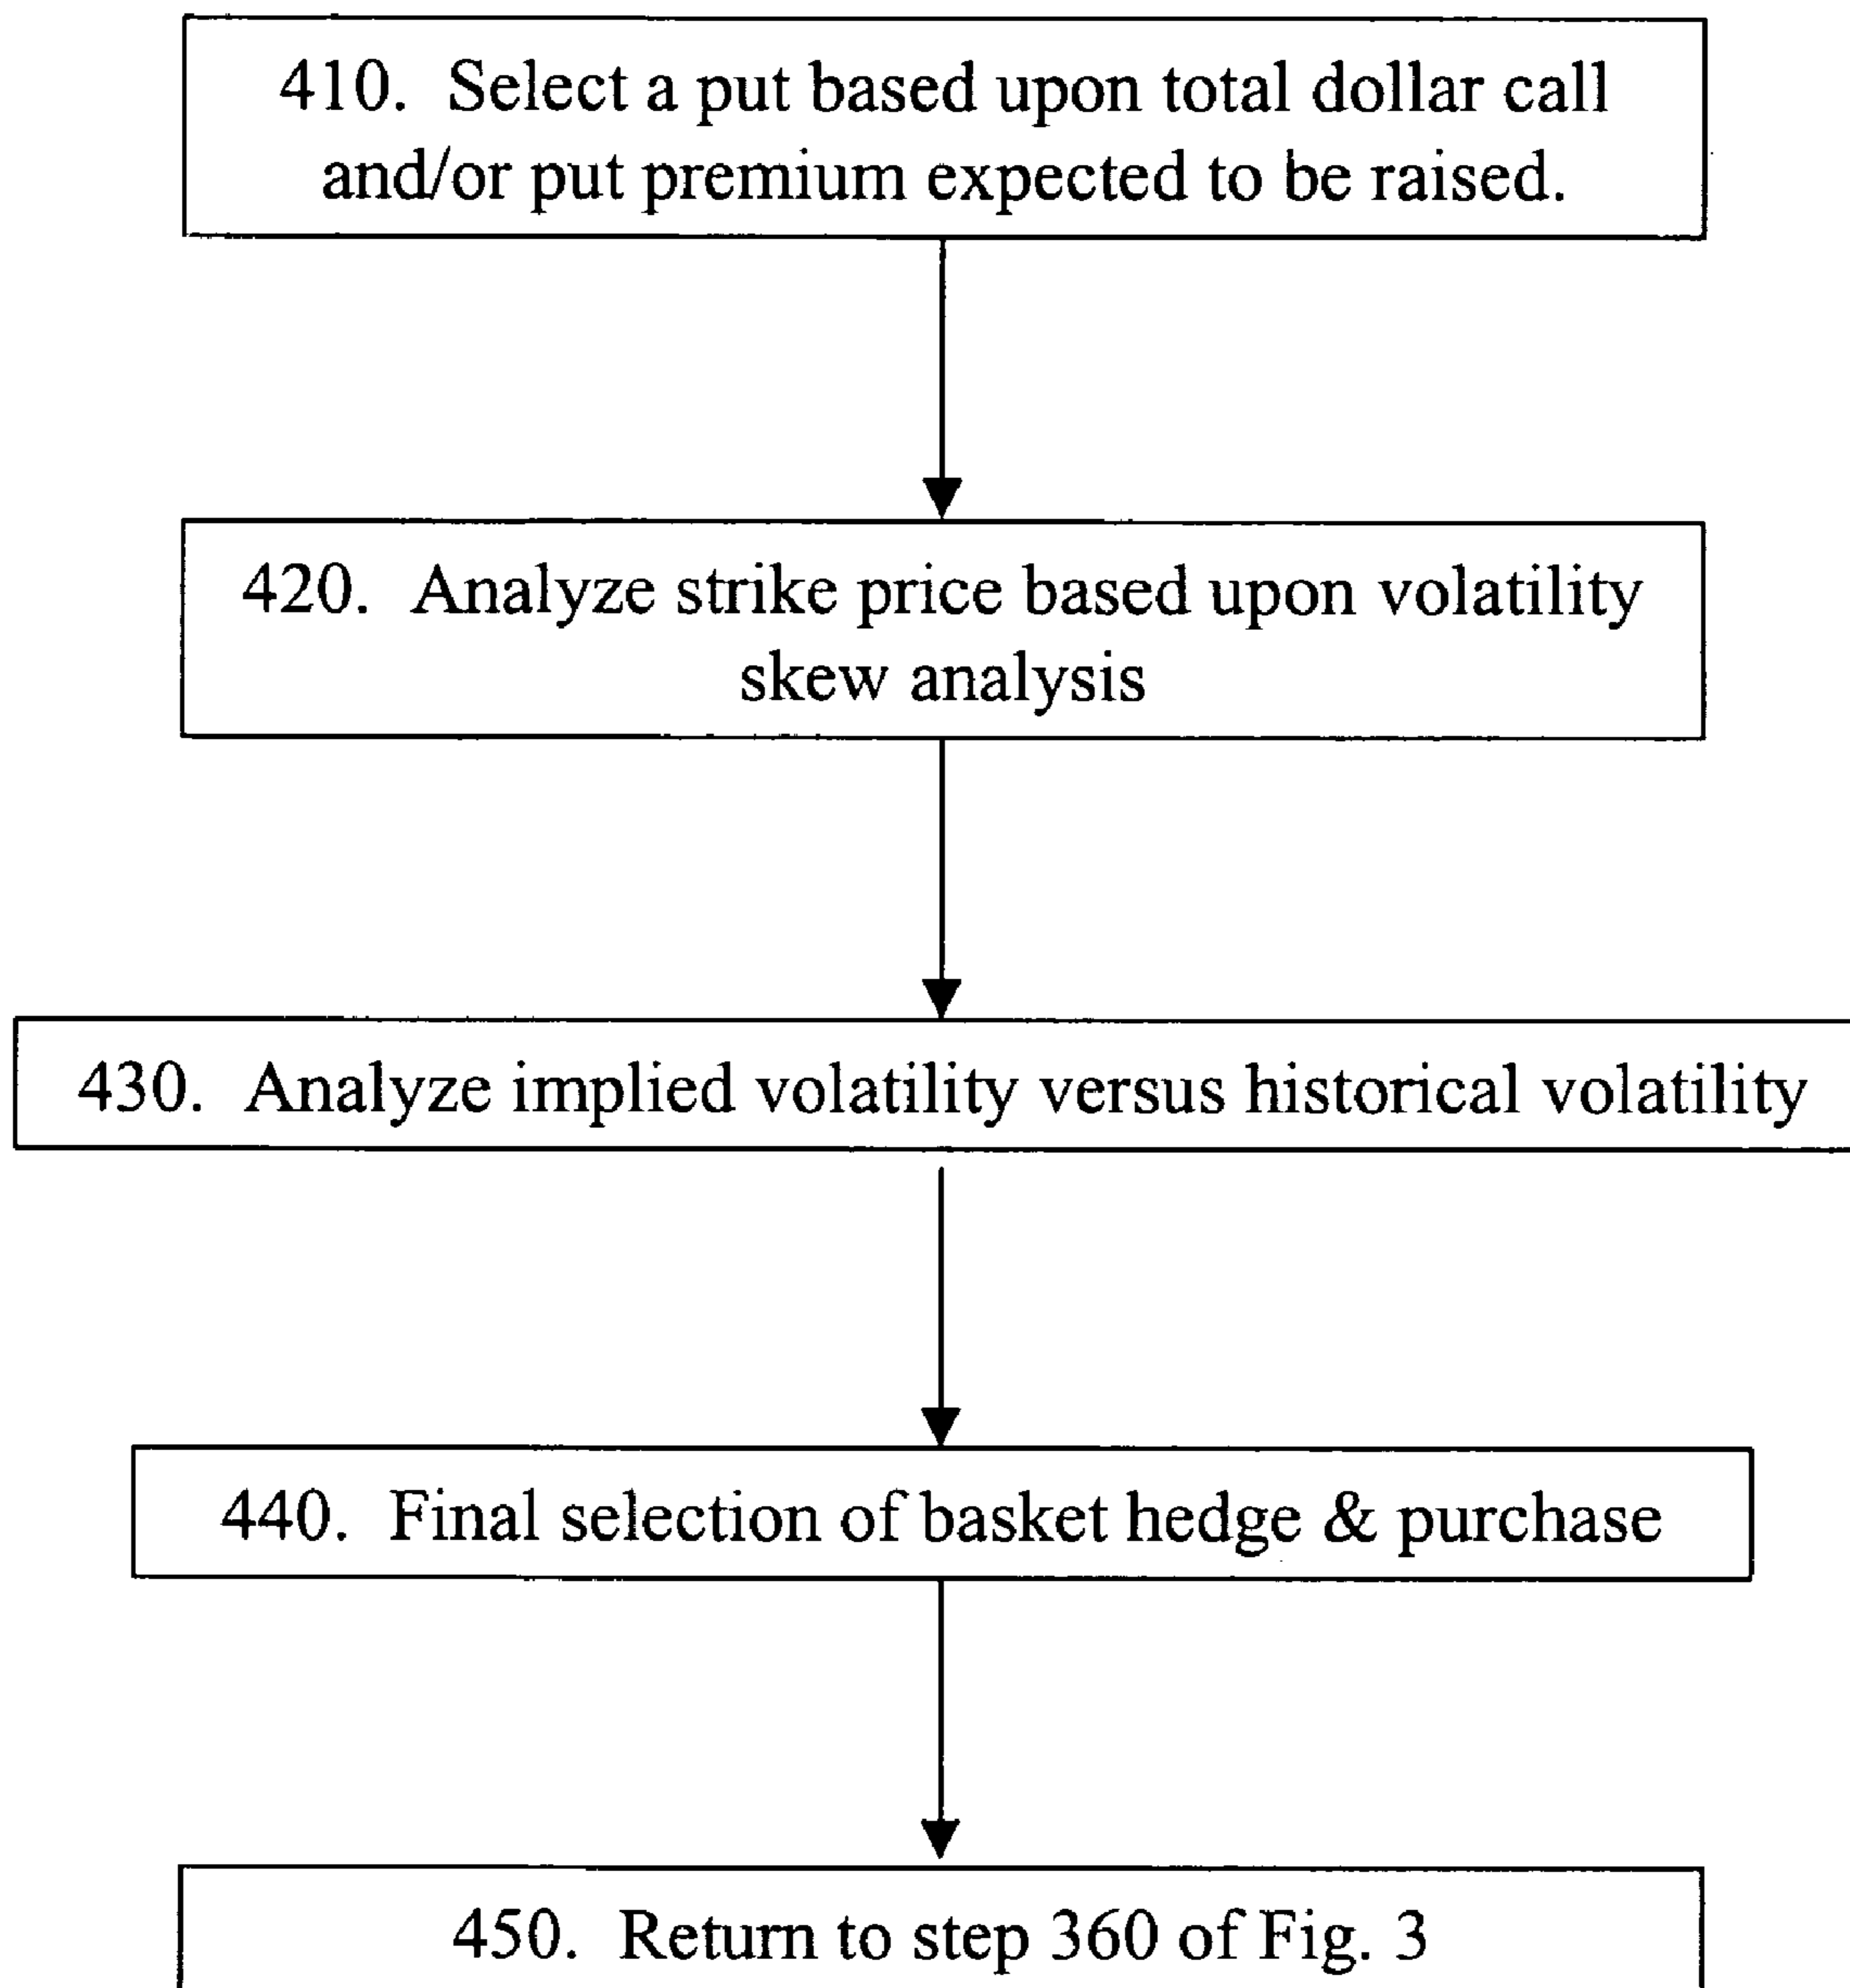 410. Select a put based upon total dollar call
and/or put premium expected to be raised.
420. Analyze strike price based upon volatility
skew analysis
430. Analyze implied volatility versus historical volatility
440. Final selection of basket hedge & purchase
450. Return to step 360 of Fig. 3